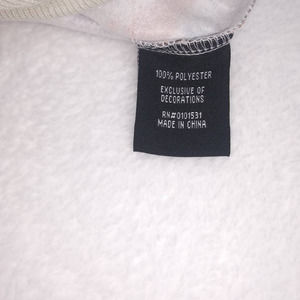 100% POLYESTER
EXCLUSIVE OF
DECORATIONS
RN#0101531
MADE IN CHINA